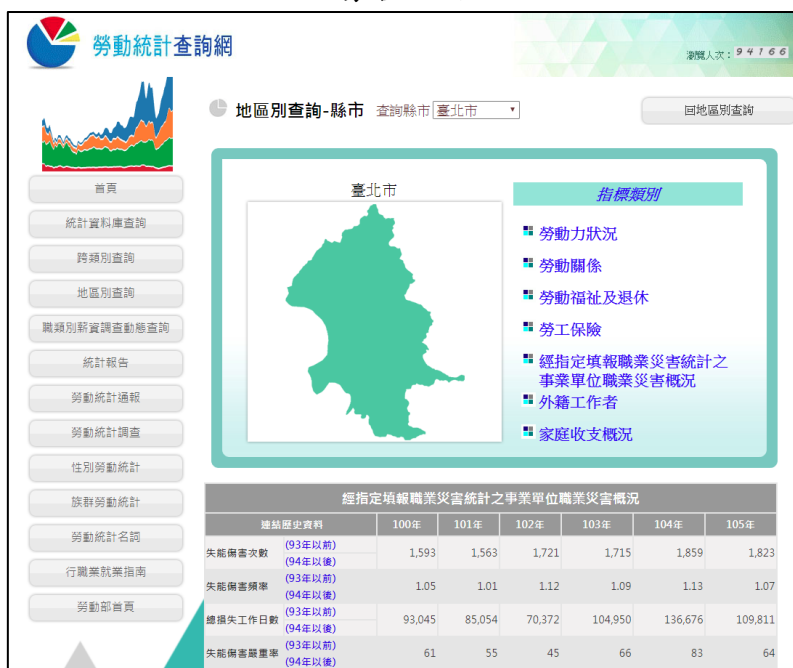 勞動統計查詢網
瀏覽人次：94166
地區別查詢-縣市 查詢縣市 臺北市
回地區別查詢
首頁
統計資料庫查詢
跨類別查詢
地區別查詢
職類別薪資調查動態查詢
統計報告
勞動統計通報
勞動統計調查
性別勞動統計
族群勞動統計
勞動統計名詞
行職業就業指南
勞動部首頁
臺北市
指標類別
勞動力狀況
勞動關係
勞動福祉及退休
勞工保險
經指定填報職業災害統計之
事業單位職業災害概況
外籍工作者
家庭收支概況
經指定填報職業災害統計之事業單位職業災害概況
連結歷史資料 100年 101年 102年 103年 104年 105年
失能傷害次數 (93年以前) (94年以後) 1,593 1,563 1,721 1,715 1,859 1,823
失能傷害頻率 (93年以前) (94年以後) 1.05 1.01 1.12 1.09 1.13 1.07
總損失工作日數 (93年以前) (94年以後) 93,045 85,054 70,372 104,950 136,676 109,811
失能傷害嚴重率 (93年以前) (94年以後) 61 55 45 66 83 64